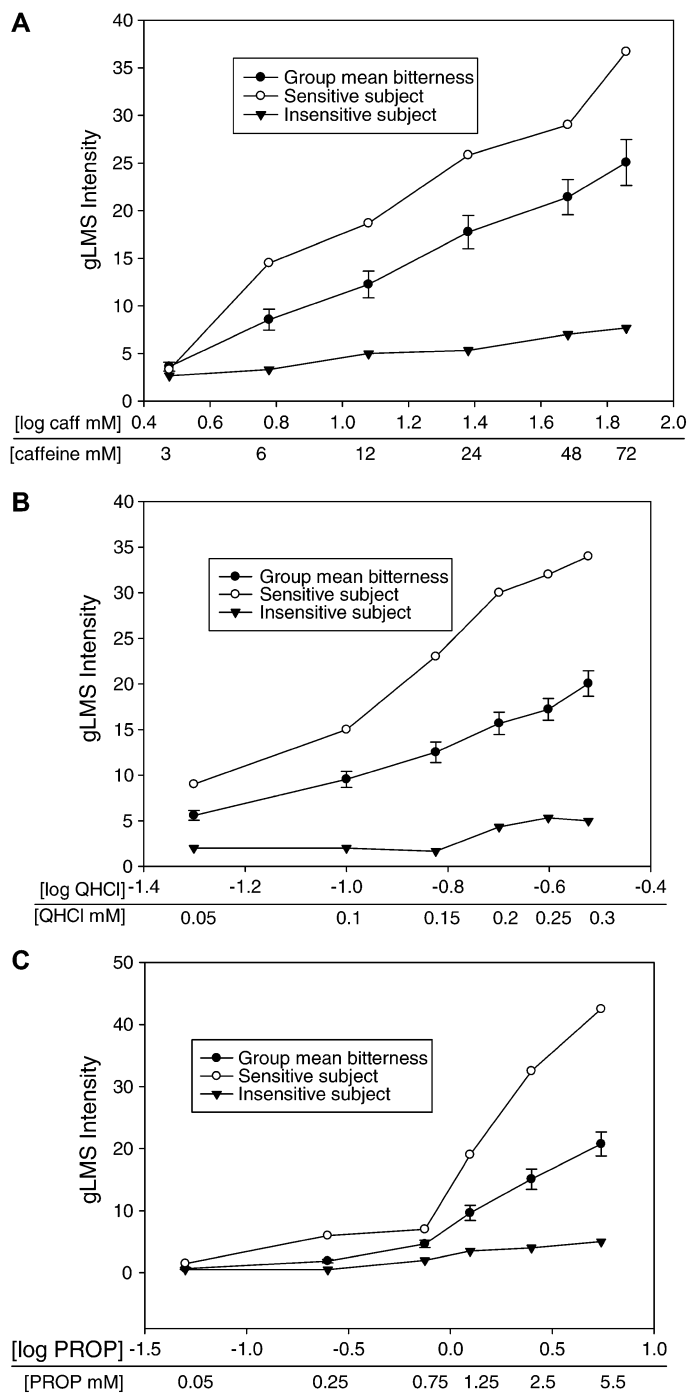 A
40
35
30
25
20
15
10
5
0
gLMS Intensity
Group mean bitterness
Sensitive subject
Insensitive subject
[log caff mM] 0.4 0.6 0.8 1.0 1.2 1.4 1.6 1.8 2.0
[caffeine mM] 3 6 12 24 48 72
B
40
35
30
25
20
15
10
5
0
gLMS Intensity
Group mean bitterness
Sensitive subject
Insensitive subject
[log QHCl] -1.4 -1.2 -1.0 -0.8 -0.6 -0.4
[QHCl mM] 0.05 0.1 0.15 0.2 0.25 0.3
C
50
40
30
20
10
0
gLMS Intensity
Group mean bitterness
Sensitive subject
Insensitive subject
[log PROP] -1.5 -1.0 -0.5 0.0 0.5 1.0
[PROP mM] 0.05 0.25 0.75 1.25 2.5 5.5